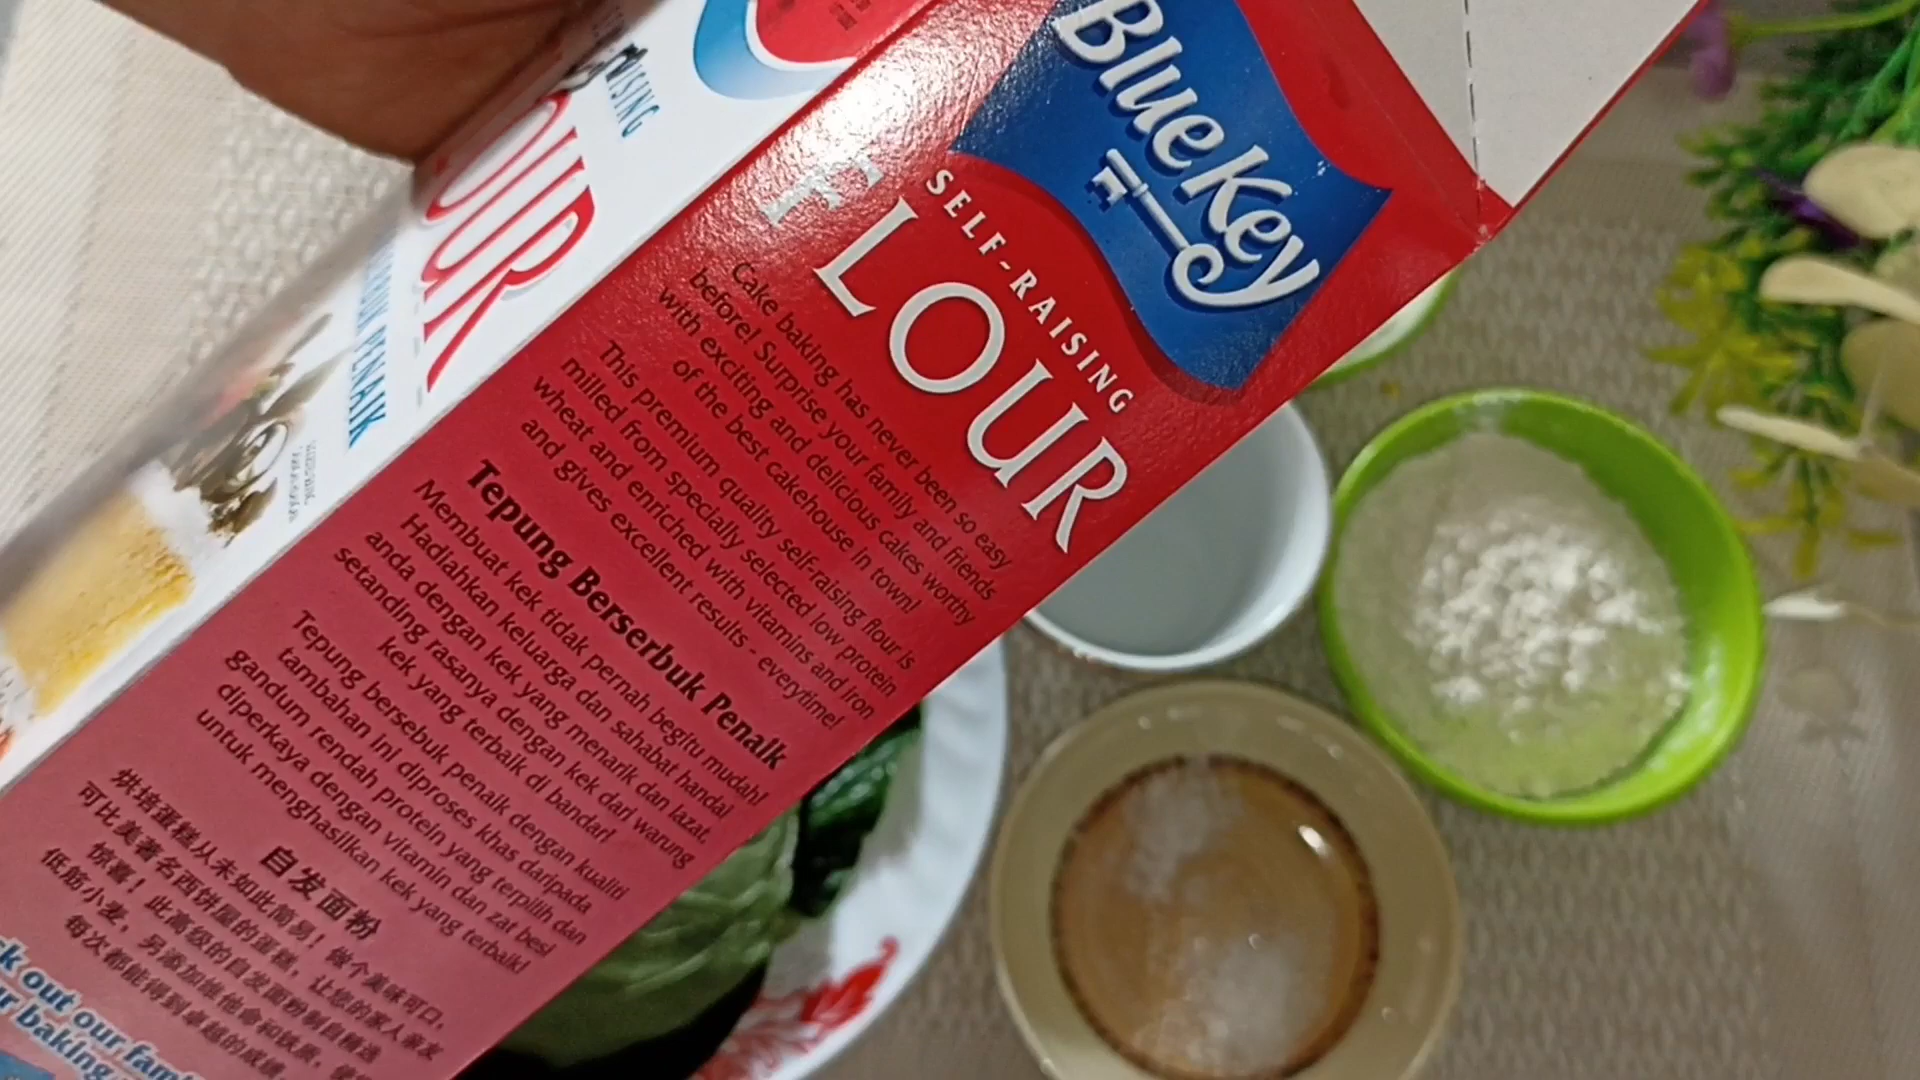 Blue Key
SELF-RAISING
FLOUR
Cake baking has never been so easy
before! Surprise your family and friends
with exciting and delicious cakes worthy
of the best cakehouse in town!
This premium quality self-raising flour is
milled from specially selected low protein
wheat and enriched with vitamins and iron
and gives excellent results - everytime!
Tepung Berserbuk Penaik
Membuat kek tidak pernah begitu mudah!
Hadiahkan keluarga dan sahabat handai
anda dengan kek yang menarik dan lazat,
setanding rasanya dengan kek dari warung
kek yang terbaik di bandar!
Tepung bersebuk penaik dengan kualiti
tambahan ini diproses khas daripada
gandum rendah protein yang terpilih dan
diperkaya dengan vitamin dan zat besi
untuk menghasilkan kek yang terbaik!
自发面粉
烘培蛋糕从未如此简易！做个美味可口，
可比美著名西饼屋的蛋糕，让您的家人亲友
惊喜！此高级的自发面粉制自精选
低筋小麦，另添加维他命和铁质，
每次都能得到卓越的成绩。
out our
baking
RAISING
OUR
PENAIK